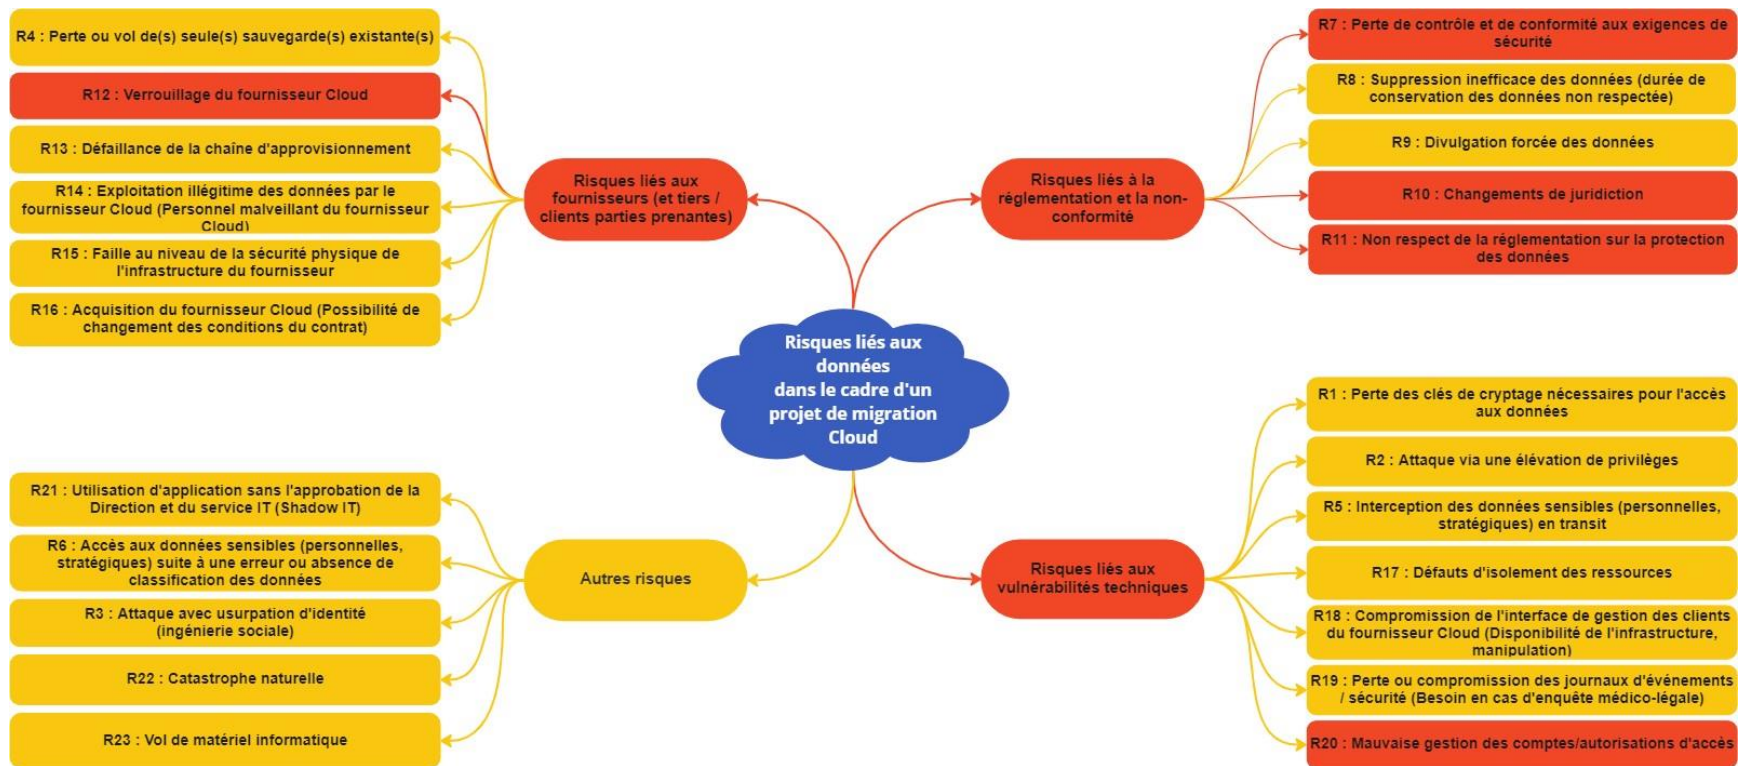 R4 : Perte ou vol de(s) seule(s) sauvegarde(s) existante(s)
R12 : Verrouillage du fournisseur Cloud
R13 : Défaillance de la chaîne d'approvisionnement
R14 : Exploitation illégitime des données par le
fournisseur Cloud (Personnel malveillant du fournisseur
Cloud)
R15 : Faille au niveau de la sécurité physique de
l'infrastructure du fournisseur
R16 : Acquisition du fournisseur Cloud (Possibilité de
changement des conditions du contrat)
Risques liés aux
fournisseurs (et tiers /
clients parties prenantes)
Risques liés à la
réglementation et la non-
conformité
R7 : Perte de contrôle et de conformité aux exigences de
sécurité
R8 : Suppression inefficace des données (durée de
conservation des données non respectée)
R9 : Divulgation forcée des données
R10 : Changements de juridiction
R11 : Non respect de la réglementation sur la protection
des données
Risques liés aux
données
dans le cadre d'un
projet de migration
Cloud
R21 : Utilisation d'application sans l'approbation de la
Direction et du service IT (Shadow IT)
R6 : Accès aux données sensibles (personnelles,
stratégiques) suite à une erreur ou absence de
classification des données
R3 : Attaque avec usurpation d'identité
(ingénierie sociale)
R22 : Catastrophe naturelle
R23 : Vol de matériel informatique
Autres risques
Risques liés aux
vulnérabilités techniques
R1 : Perte des clés de cryptage nécessaires pour l'accès
aux données
R2 : Attaque via une élévation de privilèges
R5 : Interception des données sensibles (personnelles,
stratégiques) en transit
R17 : Défauts d'isolement des ressources
R18 : Compromission de l'interface de gestion des clients
du fournisseur Cloud (Disponibilité de l'infrastructure,
manipulation)
R19 : Perte ou compromission des journaux d'événements
/ sécurité (Besoin en cas d'enquête médico-légale)
R20 : Mauvaise gestion des comptes/autorisations d'accès